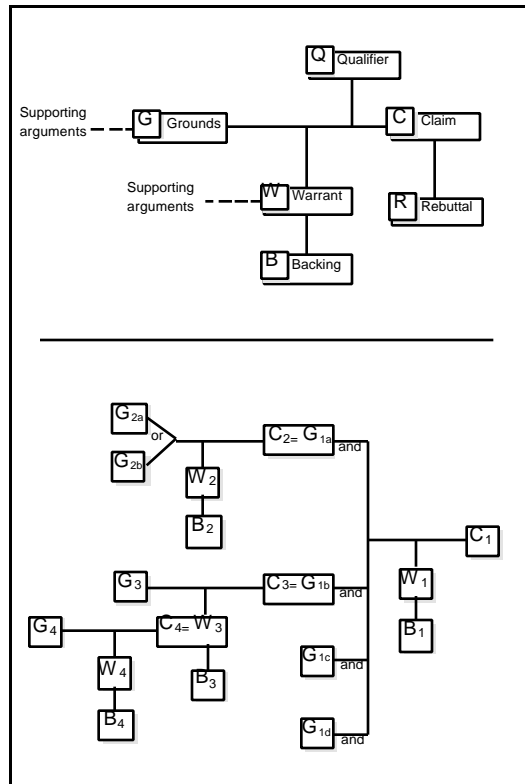 Q Qualifier
Supporting
arguments
G Grounds
C Claim
Supporting
arguments
W Warrant
R Rebuttal
B Backing
G2a
or
G2b
C2= G1a
and
W2
B2
C1
W1
B1
G3
C3= G1b
and
G4
C4= W3
W4
B3
B4
G1c
and
G1d
and